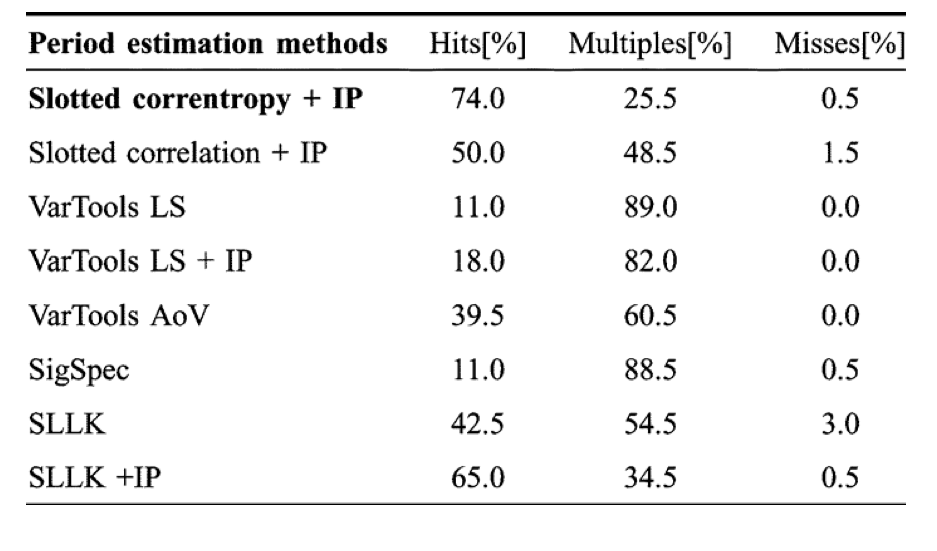 Period estimation methods Hits[%] Multiples[%] Misses[%]
Slotted correntropy + IP 74.0 25.5 0.5
Slotted correlation + IP 50.0 48.5 1.5
VarTools LS 11.0 89.0 0.0
VarTools LS + IP 18.0 82.0 0.0
VarTools AoV 39.5 60.5 0.0
SigSpec 11.0 88.5 0.5
SLLK 42.5 54.5 3.0
SLLK +IP 65.0 34.5 0.5